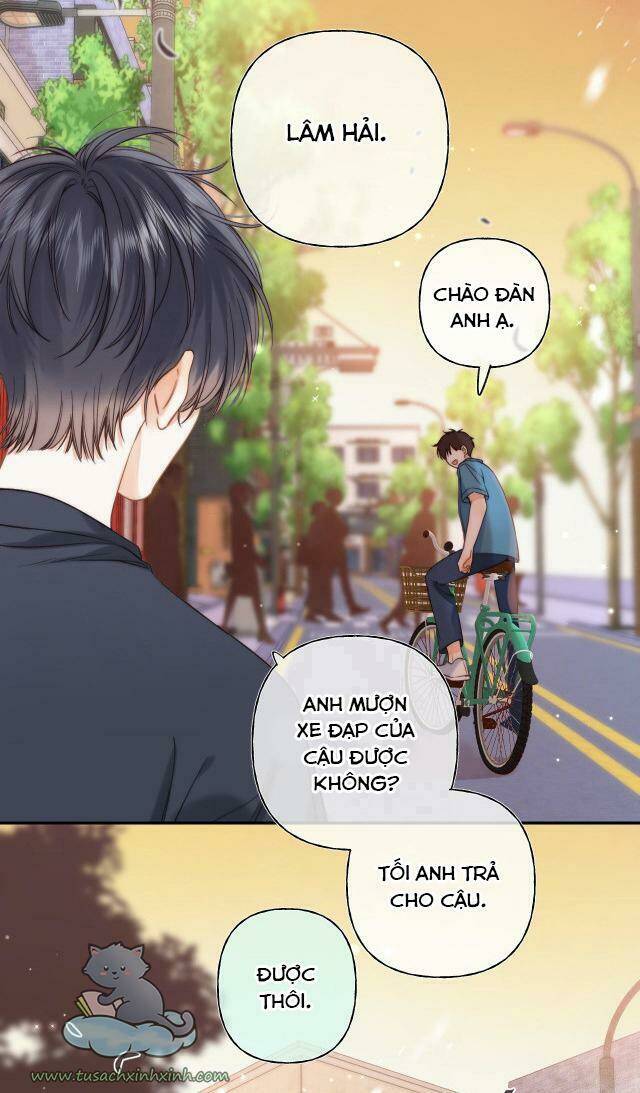 LÂM HẢI.
CHÀO ĐÀN
ANH Ạ.
ANH MƯỢN
XE ĐẠP CỦA
CẬU ĐƯỢC
KHÔNG?
TỐI ANH TRẢ
CHO CẬU.
ĐƯỢC
THÔI.
www.tusachxinhxinh.com